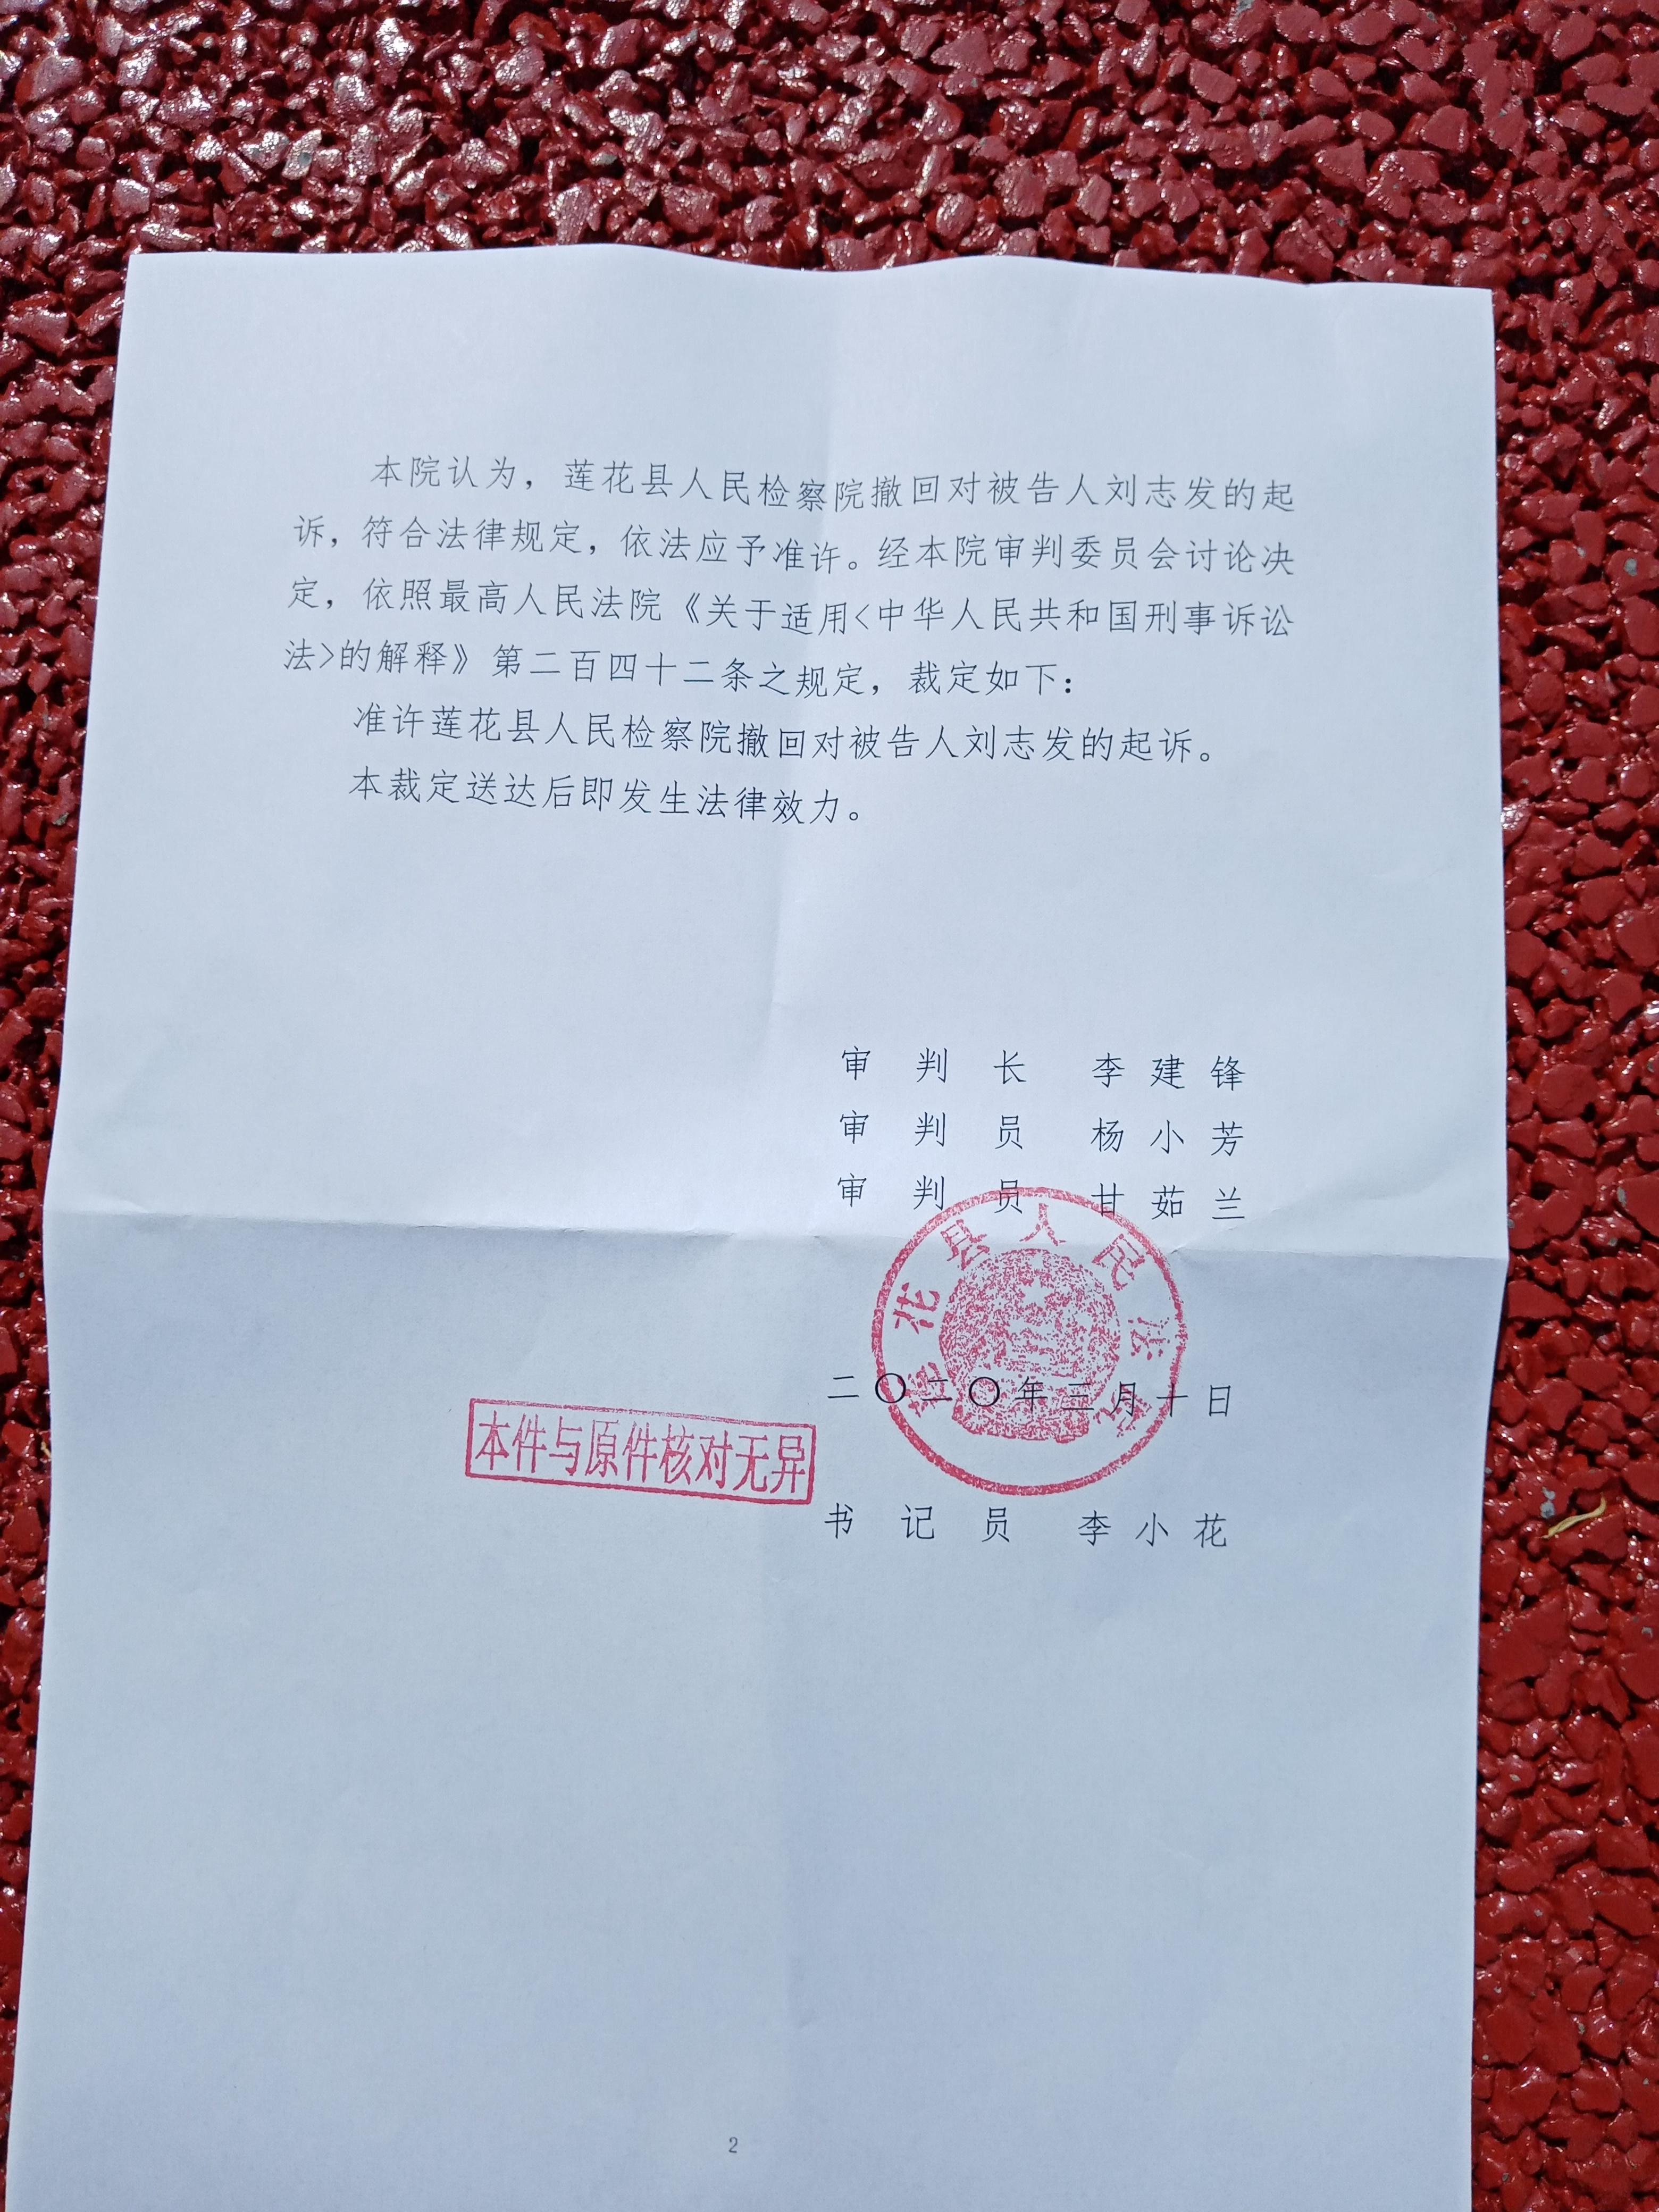 本院认为，莲花县人民检察院撤回对被告人刘志发的起
诉，符合法律规定，依法应予准许。经本院审判委员会讨论决
定，依照最高人民法院《关于适用<中华人民共和国刑事诉讼
法>的解释》第二百四十二条之规定，裁定如下：
准许莲花县人民检察院撤回对被告人刘志发的起诉。
本裁定送达后即发生法律效力。
审判长 李建锋
审判员 杨小芳
审判员 甘茹兰
莲花县人民法院
二〇二〇年三月十日
本件与原件核对无异
书记员 李小花
2